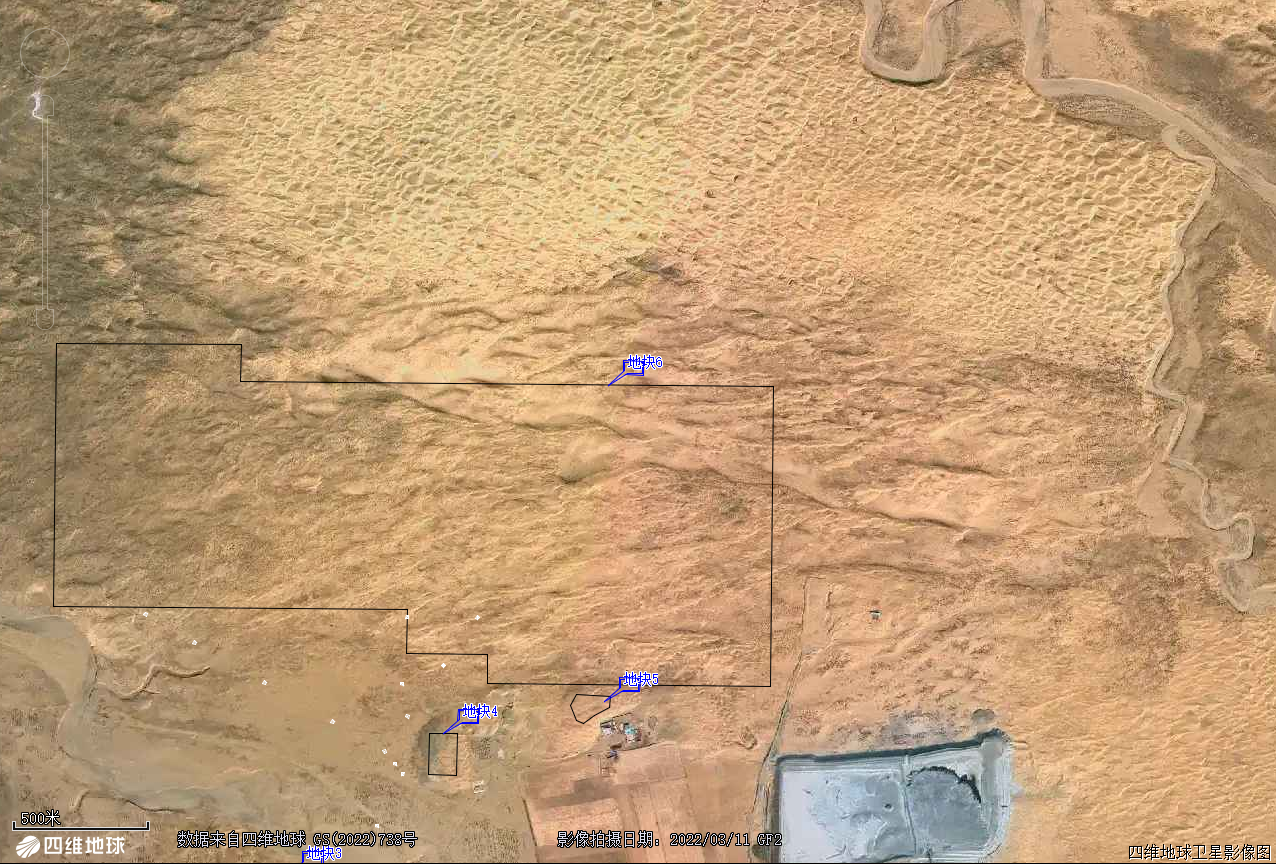 地块6
地块5
地块4
500米
四维地球
数据来自四维地球 GS(2022)738号
影像拍摄日期: 2022/08/11 GF2
地块3
四维地球卫星影像图